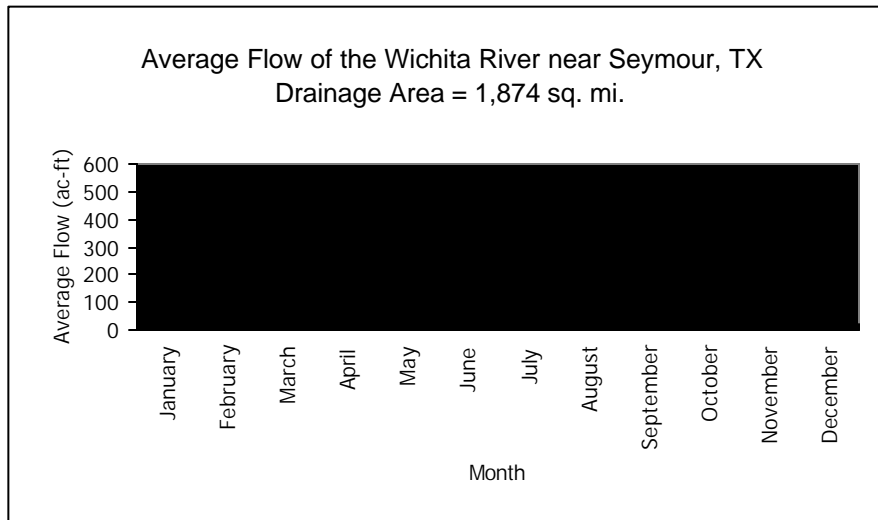 Average Flow of the Wichita River near Seymour, TX
Drainage Area = 1,874 sq. mi.
Average Flow (ac-ft)
600
500
400
300
200
100
0
January
February
March
April
May
June
July
August
September
October
November
December
Month